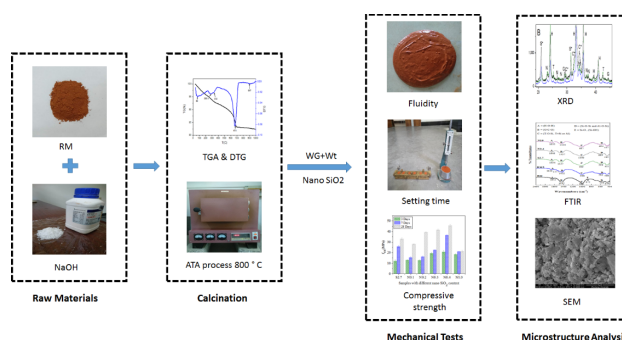 RM
NaOH
Raw Materials
TGA & DTG
ATA process 800 ° C
Calcination
WG+Wt
Nano SiO2
Fluidity
Setting time
Compressive
strength
Mechanical Tests
XRD
FTIR
SEM
Microstructure Analysi